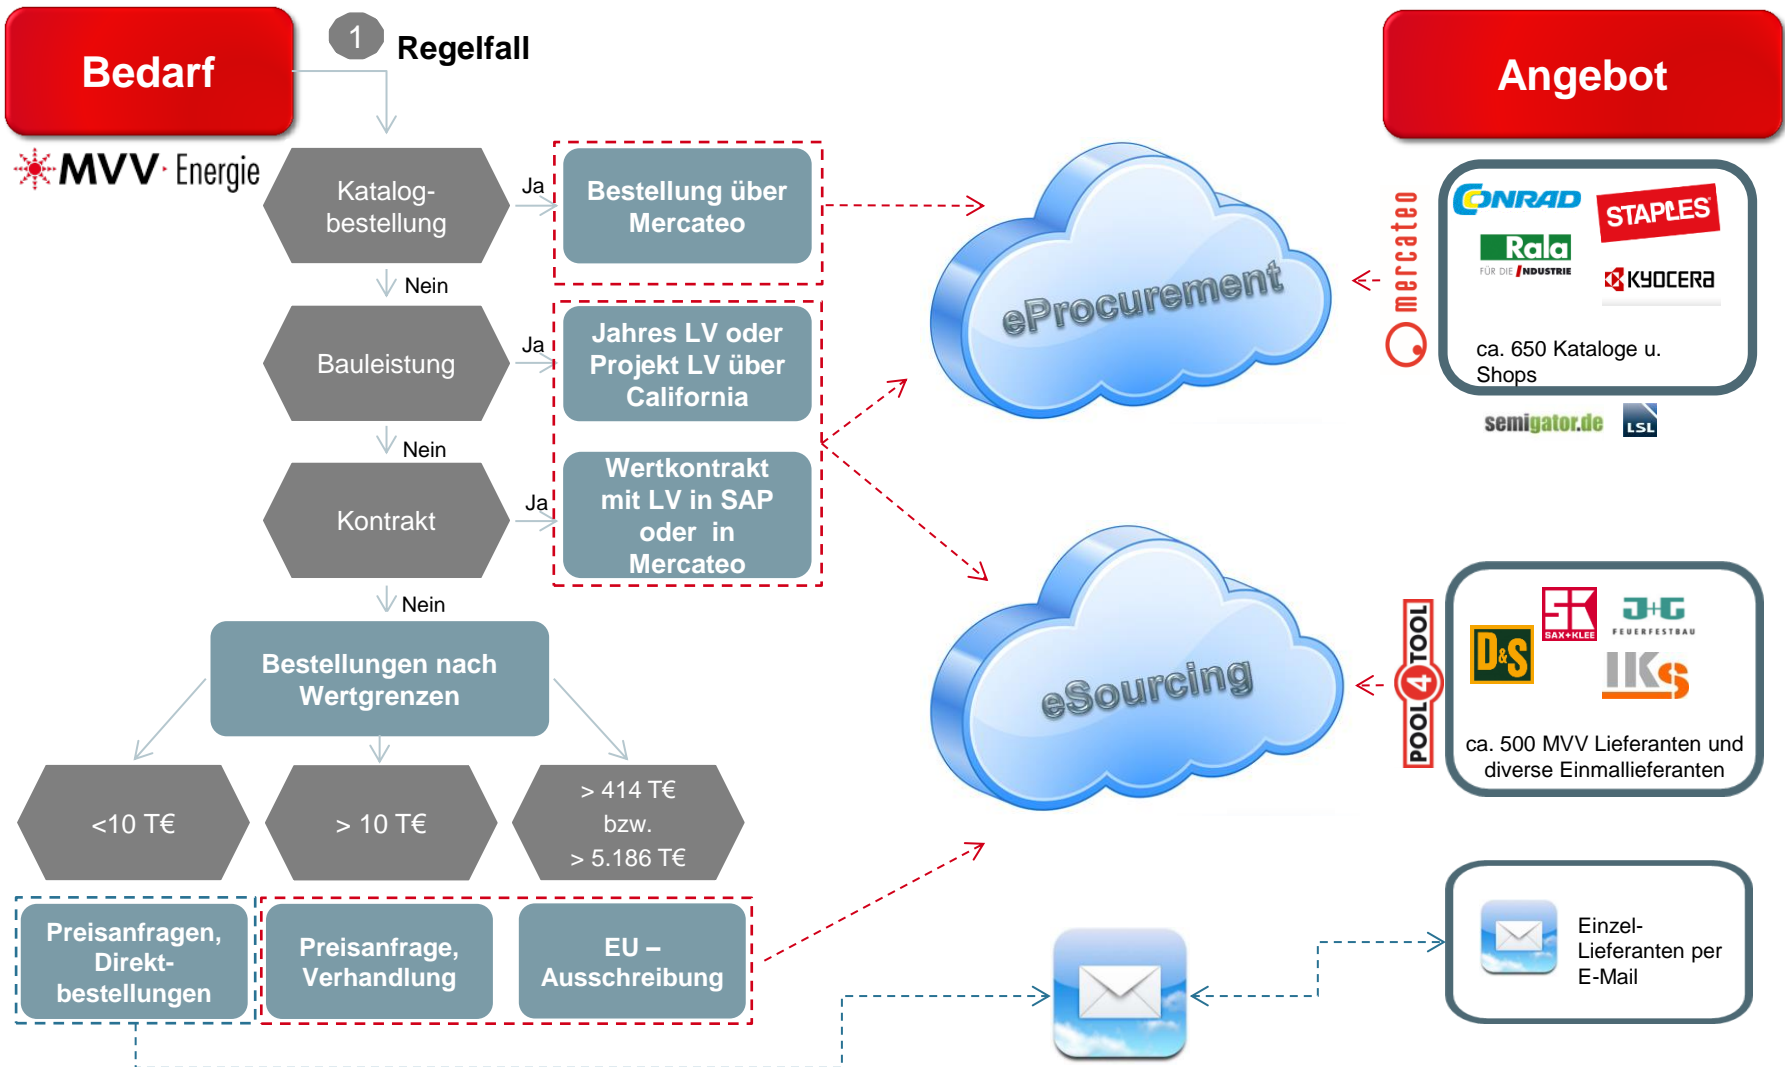 Bedarf
1
Regelfall
Angebot
MVV Energie
Katalog-
bestellung
Ja
Bestellung über
Mercateo
Nein
Bauleistung
Ja
Jahres LV oder
Projekt LV über
California
Nein
Kontrakt
Ja
Wertkontrakt
mit LV in SAP
oder in
Mercateo
Nein
Bestellungen nach
Wertgrenzen
<10 T€
> 10 T€
> 414 T€
bzw.
> 5.186 T€
Preisanfragen,
Direkt-
bestellungen
Preisanfrage,
Verhandlung
EU –
Ausschreibung
eProcurement
eSourcing
mercateo
CONRAD
STAPLES
Rala
FÜR DIE INDUSTRIE
KYOCERA
ca. 650 Kataloge u.
Shops
semigator.de
LSL
POOL4TOOL
D&S
SK
SAX+KLEE
J+G
FEUERFESTBAU
IKS
ca. 500 MVV Lieferanten und
diverse Einmallieferanten
Einzel-
Lieferanten per
E-Mail